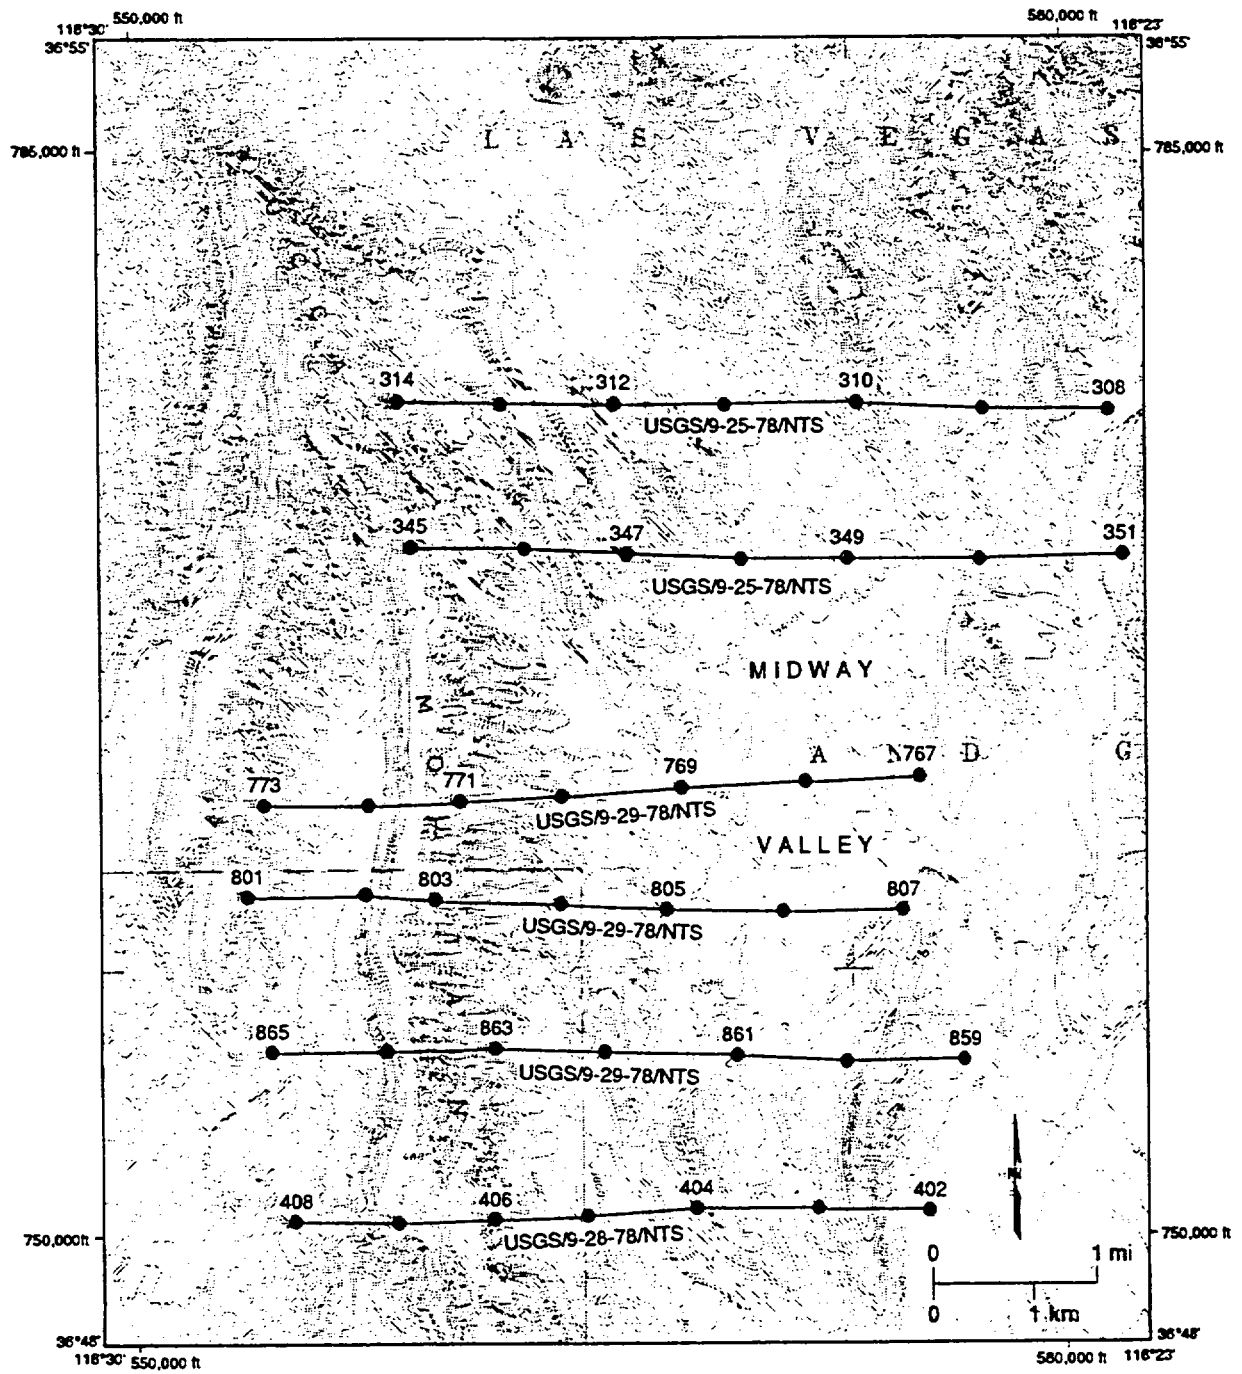 550,000 ft 560,000 ft
116°30' 116°23'
36°55' 36°55'
L A S V E G A S
765,000 ft 765,000 ft
314 312 310 308
USGS/9-25-78/NTS
345 347 349 351
USGS/9-25-78/NTS
MIDWAY
A N D G
773 771 769 767
USGS/9-29-78/NTS
VALLEY
801 803 805 807
USGS/9-29-78/NTS
865 863 861 859
USGS/9-29-78/NTS
408 406 404 402
USGS/9-28-78/NTS
N
750,000ft 750,000 ft
0 1 mi
0 1 km
36°48' 36°48'
116°30' 550,000 ft 580,000 ft 116°23'